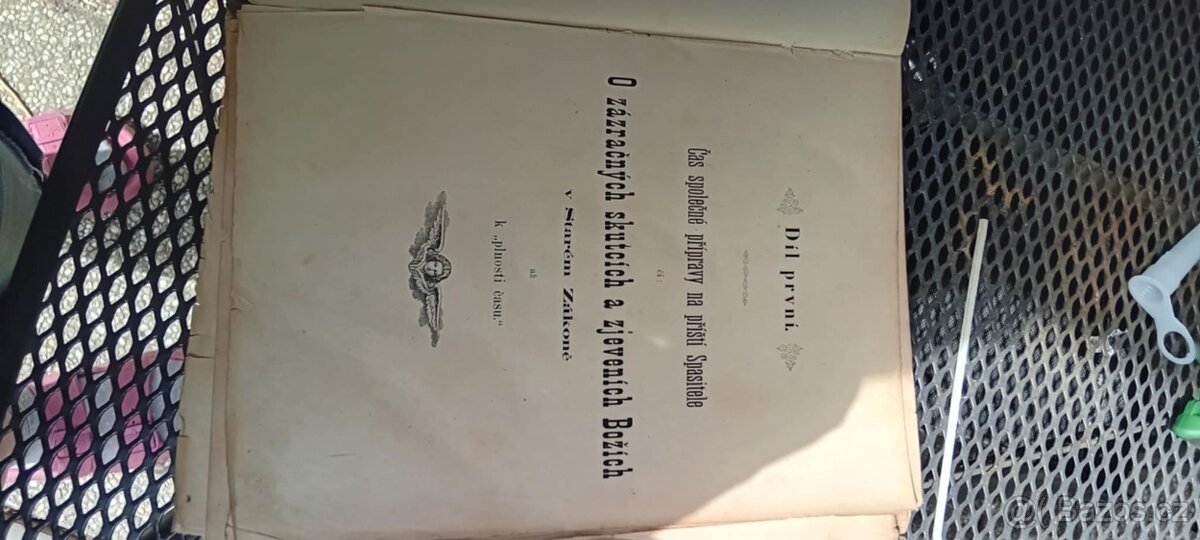 Díl první.
Čas společné přípravy na příští Spasitele
či:
O zázračných skutcích a zjeveních Božích
v Starém Zákoně
až
k „plnosti času.“
@ Bazos.cz